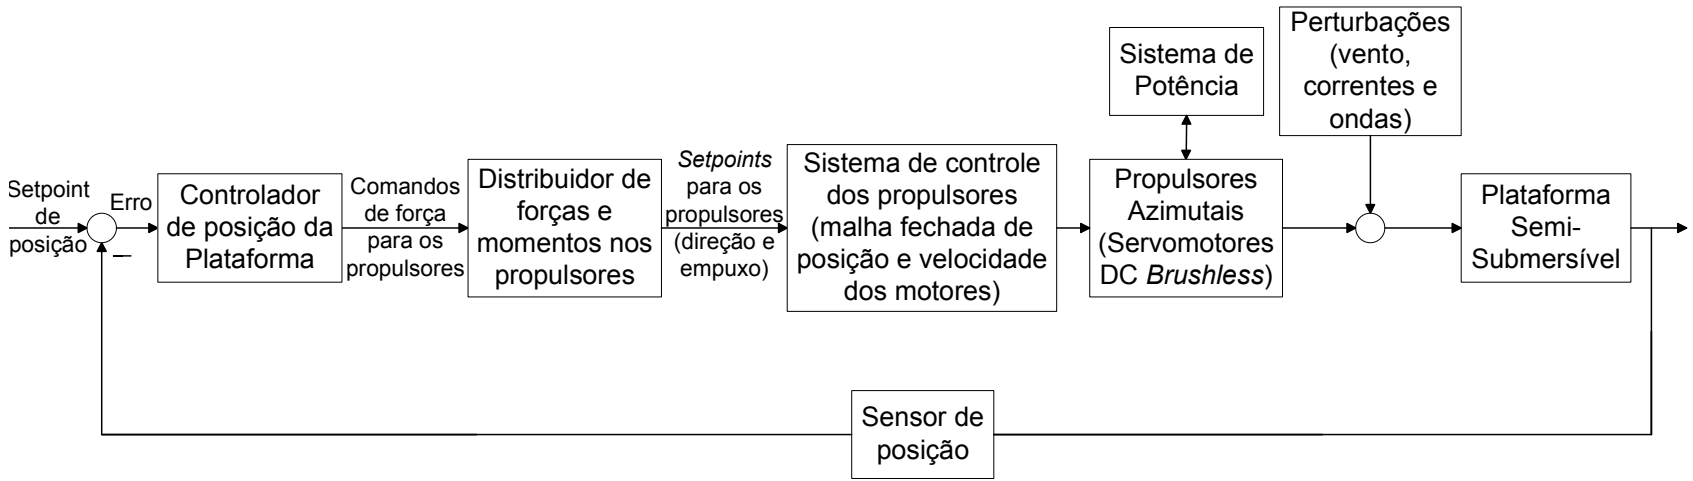 Setpoint
de
posição
Erro
Controlador
de posição da
Plataforma
Comandos
de força
para os
propulsores
Distribuidor de
forças e
momentos nos
propulsores
Setpoints
para os
propulsores
(direção e
empuxo)
Sistema de controle
dos propulsores
(malha fechada de
posição e velocidade
dos motores)
Sistema de
Potência
Propulsores
Azimutais
(Servomotores
DC Brushless)
Perturbações
(vento,
correntes e
ondas)
Plataforma
Semi-
Submersível
Sensor de
posição